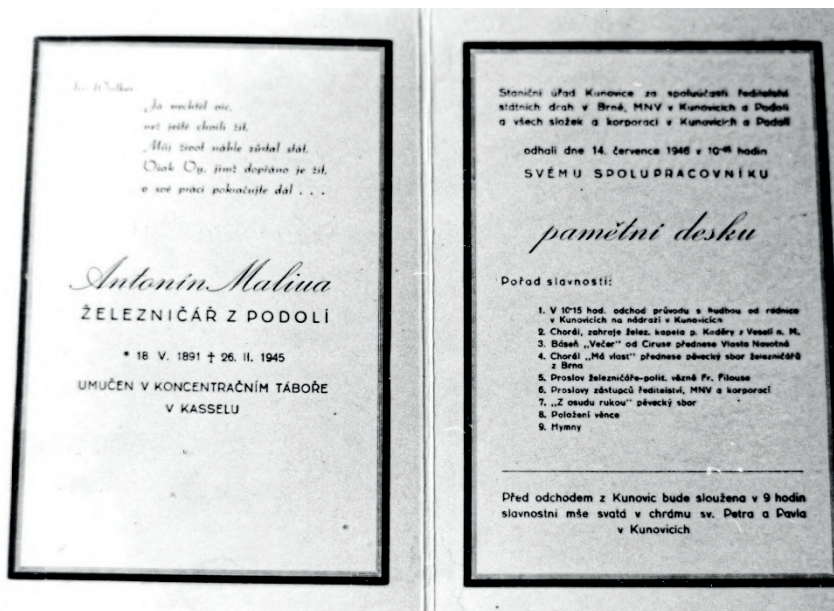 Jiří Wolker:
Já nechtěl nic,
než ještě chvíli žít.
Můj život náhle zůstal stát.
Však Vy, jimž dopřáno je žít,
v své práci pokračujte dál . . .
Antonín Malina
ŽELEZNIČÁŘ Z PODOLÍ
* 18 V. 1891 † 26. II. 1945
UMUČEN V KONCENTRAČNÍM TÁBOŘE
V KASSELU
Staniční úřad Kunovice za spoluúčasti ředitelství
státních drah v Brně, MNV v Kunovicích a Podolí
a všech složek a korporací v Kunovicích a Podolí
odhalí dne 14. července 1946 v 10-45 hodin
SVÉMU SPOLUPRACOVNÍKU
pamětní desku
Pořad slavnosti:
1. V 10-15 hod. odchod průvodu s hudbou od radnice
v Kunovicích na nádraží v Kunovicích
2. Chorál, zahraje želez. kapela p. Kaděry z Veselí n. M.
3. Báseň „Večer" od Ciruse přednese Vlasta Novotná
4. Chorál „Má vlast" přednese pěvecký sbor železničářů
z Brna
5. Proslov železničáře-polit. vězně Fr. Filouse
6. Proslovy zástupců ředitelství, MNV a korporací
7. „Z osudu rukou" pěvecký sbor
8. Položení věnce
9. Hymny
Před odchodem z Kunovic bude sloužena v 9 hodin
slavnostní mše svatá v chrámu sv. Petra a Pavla
v Kunovicích